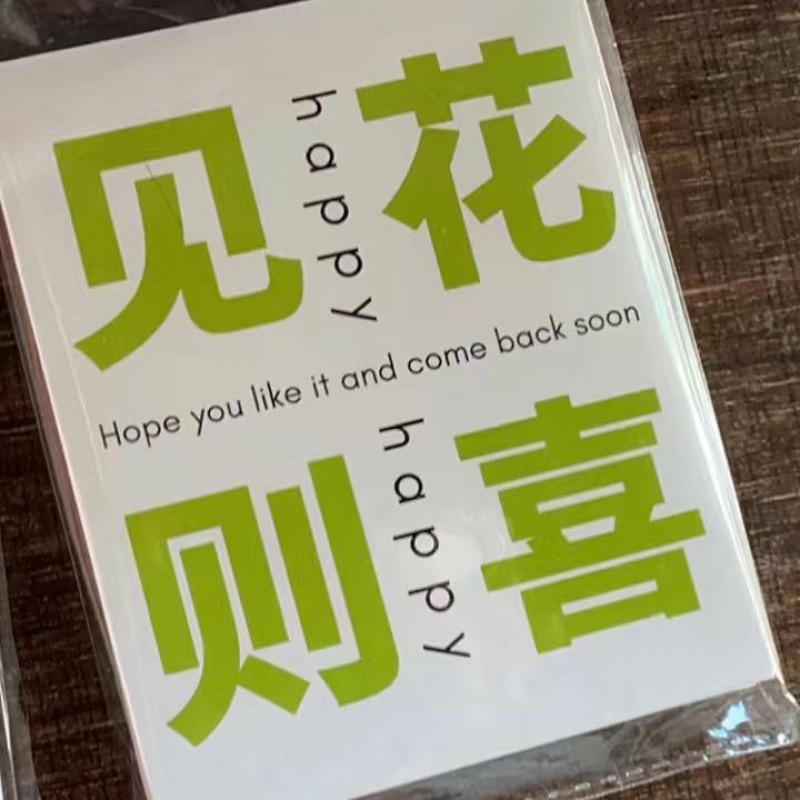 见花
happy
Hope you like it and come back soon
则喜
happy